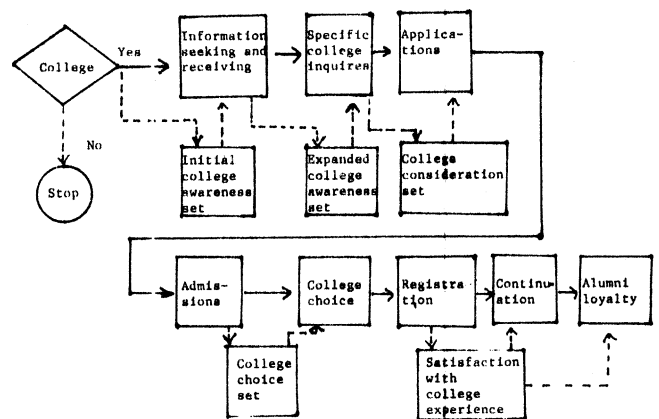 College
Yes
Information
seeking and
receiving
Specific
college
inquires
Applica-
tions
No
Stop
Initial
college
awareness
set
Expanded
college
awareness
set
College
consideration
set
Admis-
sions
College
choice
Registra
tion
Continu-
ation
Alumni
loyalty
College
choice
set
Satisfaction
with
college
experience